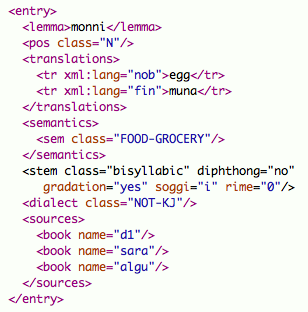 <entry>
<lemma>monni</lemma>
<pos class="N"/>
<translations>
<tr xml:lang="nob">egg</tr>
<tr xml:lang="fin">muna</tr>
</translations>
<semantics>
<sem class="FOOD-GROCERY"/>
</semantics>
<stem class="bisyllabic" diphthong="no"
gradation="yes" soggi="i" rime="0"/>
<dialect class="NOT-KJ"/>
<sources>
<book name="d1"/>
<book name="sara"/>
<book name="algu"/>
</sources>
</entry>